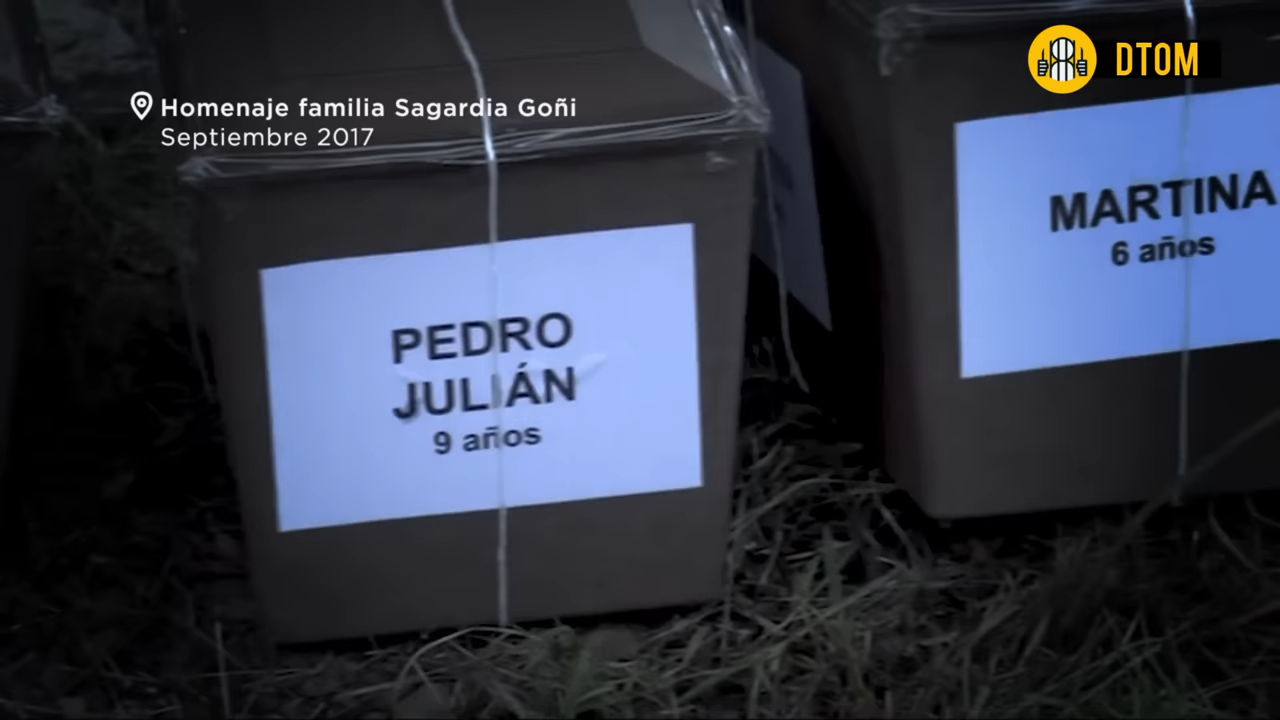 Homenaje familia Sagardia Goñi
Septiembre 2017
DTOM
PEDRO
JULIÁN
9 años
MARTINA
6 años